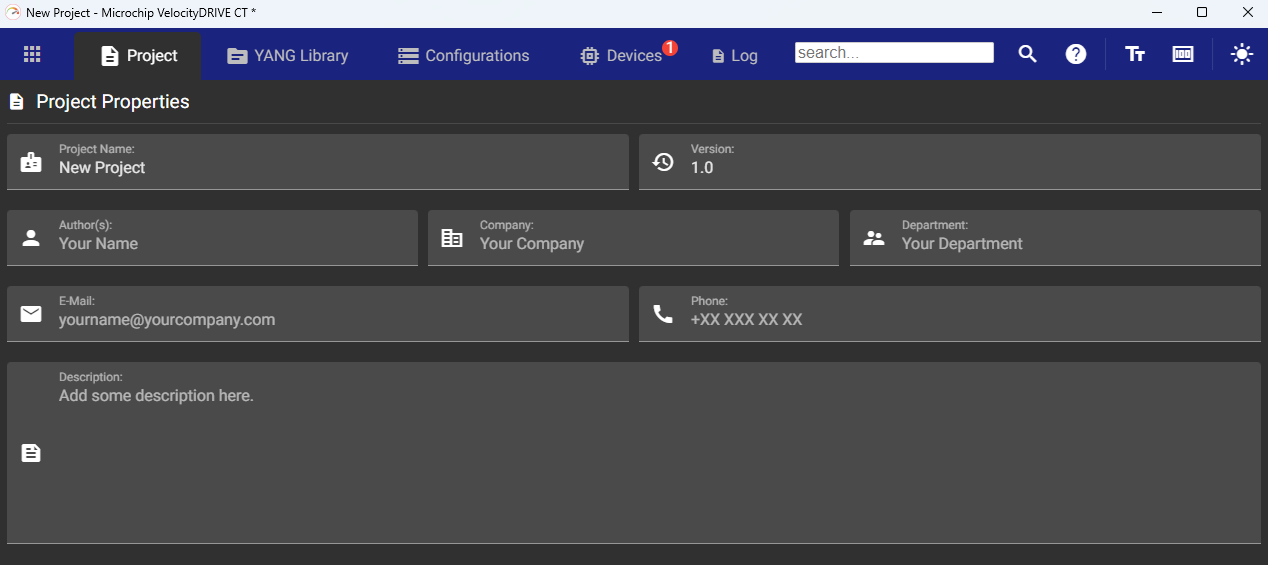 New Project - Microchip VelocityDRIVE CT *
Project YANG Library Configurations Devices 1 Log search... ? Tт 100
Project Properties
Project Name:
New Project
Version:
1.0
Author(s):
Your Name
Company:
Your Company
Department:
Your Department
E-Mail:
yourname@yourcompany.com
Phone:
+XX XXX XX XX
Description:
Add some description here.